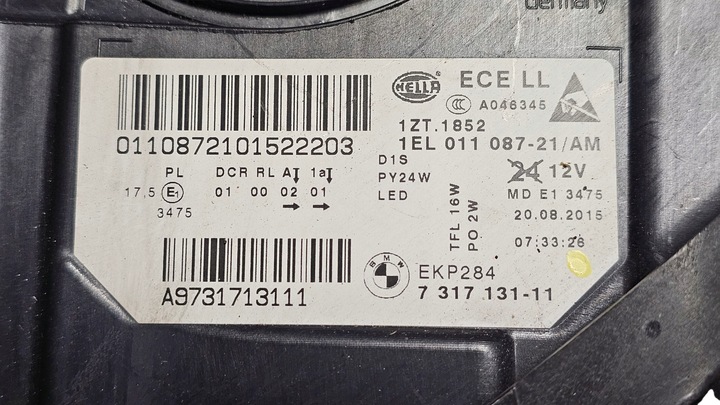 Germany
HELLA
ECE LL
CCC
A046345
0110872101522203
1ZT.1852
1EL 011 087-21/AM
PL DCR RL A 1a
17,5 E1 01 00 02 01
3475
D1S
PY24W
LED
TFL 16W
PO 2W
24 12V
MD E1 3475
20.08.2015
07:33:26
A9731713111
BMW
EKP284
7 317 131-11